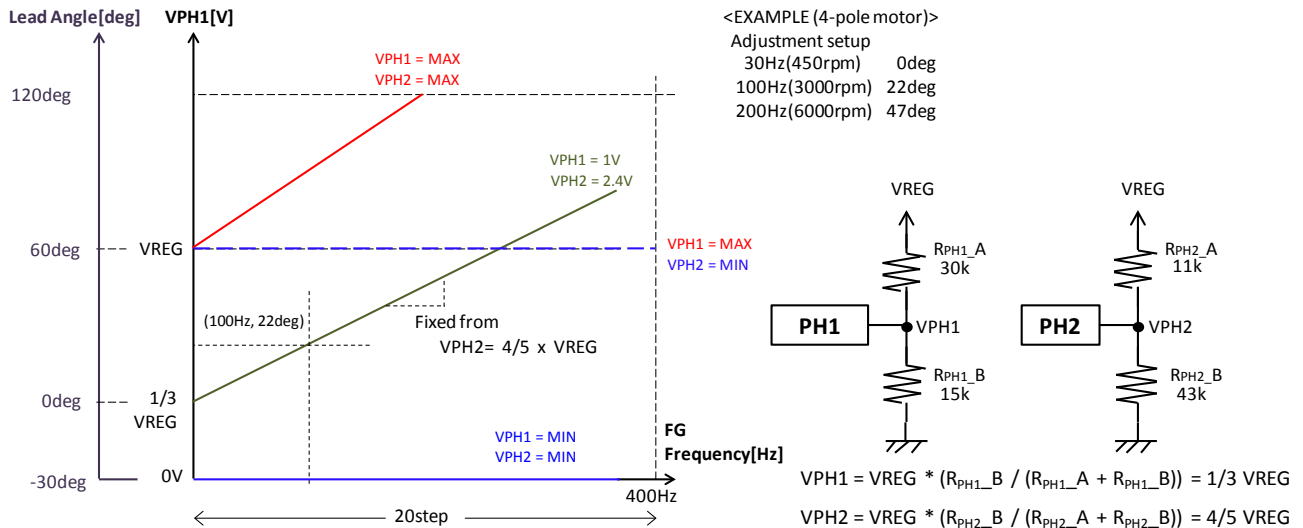 Lead Angle[deg] VPH1[V]
<EXAMPLE (4-pole motor)>
Adjustment setup
30Hz(450rpm) 0deg
100Hz(3000rpm) 22deg
200Hz(6000rpm) 47deg
VPH1 = MAX
VPH2 = MAX
120deg
VPH1 = 1V
VPH2 = 2.4V
60deg
VREG
VPH1 = MAX
VPH2 = MIN
(100Hz, 22deg)
Fixed from
VPH2= 4/5 x VREG
0deg
1/3
VREG
VPH1 = MIN
VPH2 = MIN
FG
Frequency[Hz]
-30deg
0V
400Hz
20step
VREG
RPH1_A
30k
PH1
VPH1
RPH1_B
15k
VREG
RPH2_A
11k
PH2
VPH2
RPH2_B
43k
VPH1 = VREG * (RPH1_B / (RPH1_A + RPH1_B)) = 1/3 VREG
VPH2 = VREG * (RPH2_B / (RPH2_A + RPH2_B)) = 4/5 VREG